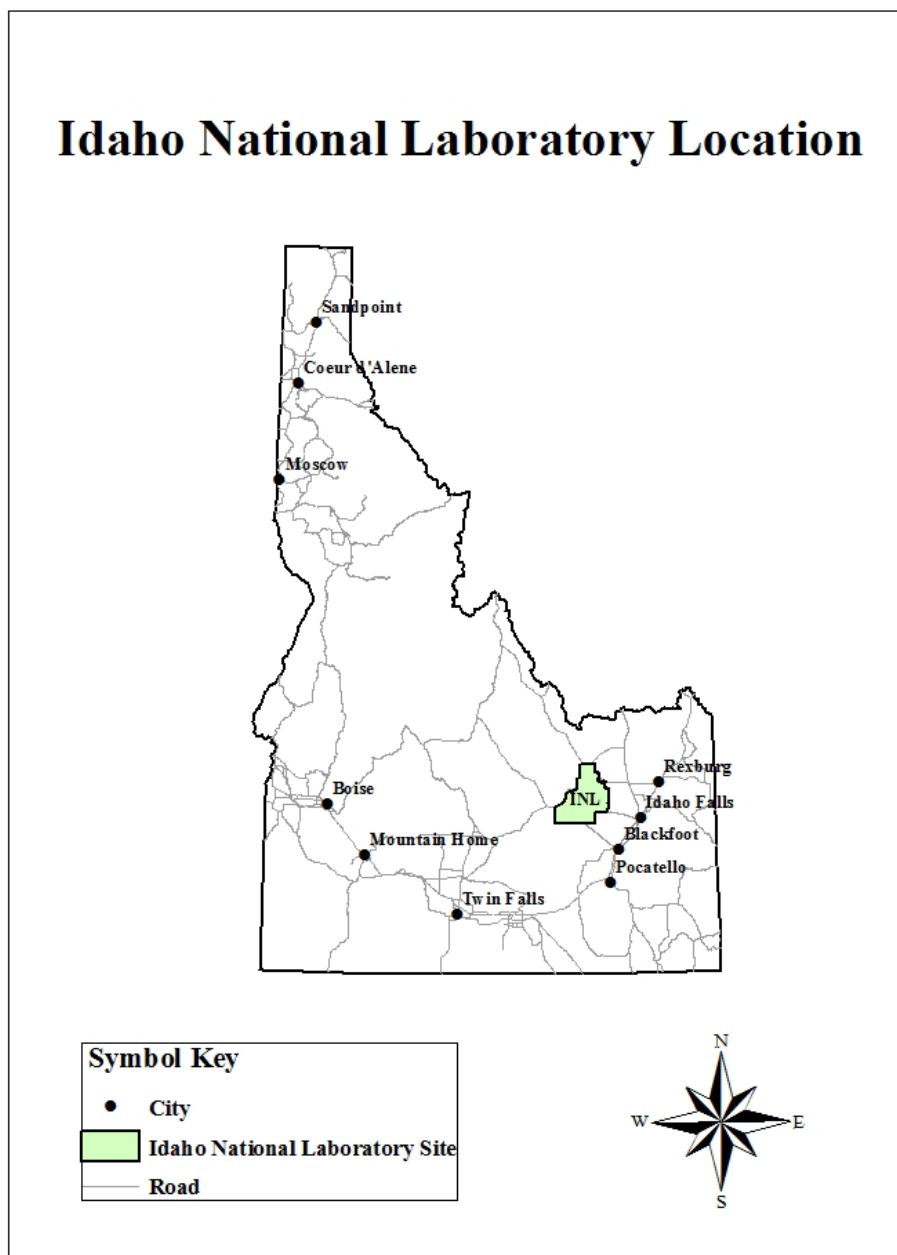 Idaho National Laboratory Location
Sandpoint
Coeur d'Alene
Moscow
Rexburg
INL
Idaho Falls
Boise
Blackfoot
Mountain Home
Pocatello
Twin Falls
Symbol Key
City
Idaho National Laboratory Site
Road
N
W
E
S